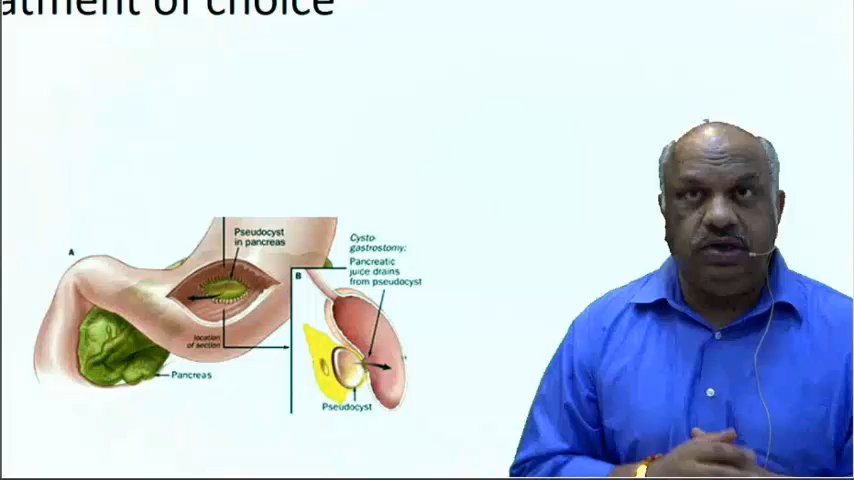 atment of choice
A
Pseudocyst
in pancreas
location
of section
Pancreas
B
Cysto-
gastrostomy:
Pancreatic
juice drains
from pseudocyst
Pseudocyst